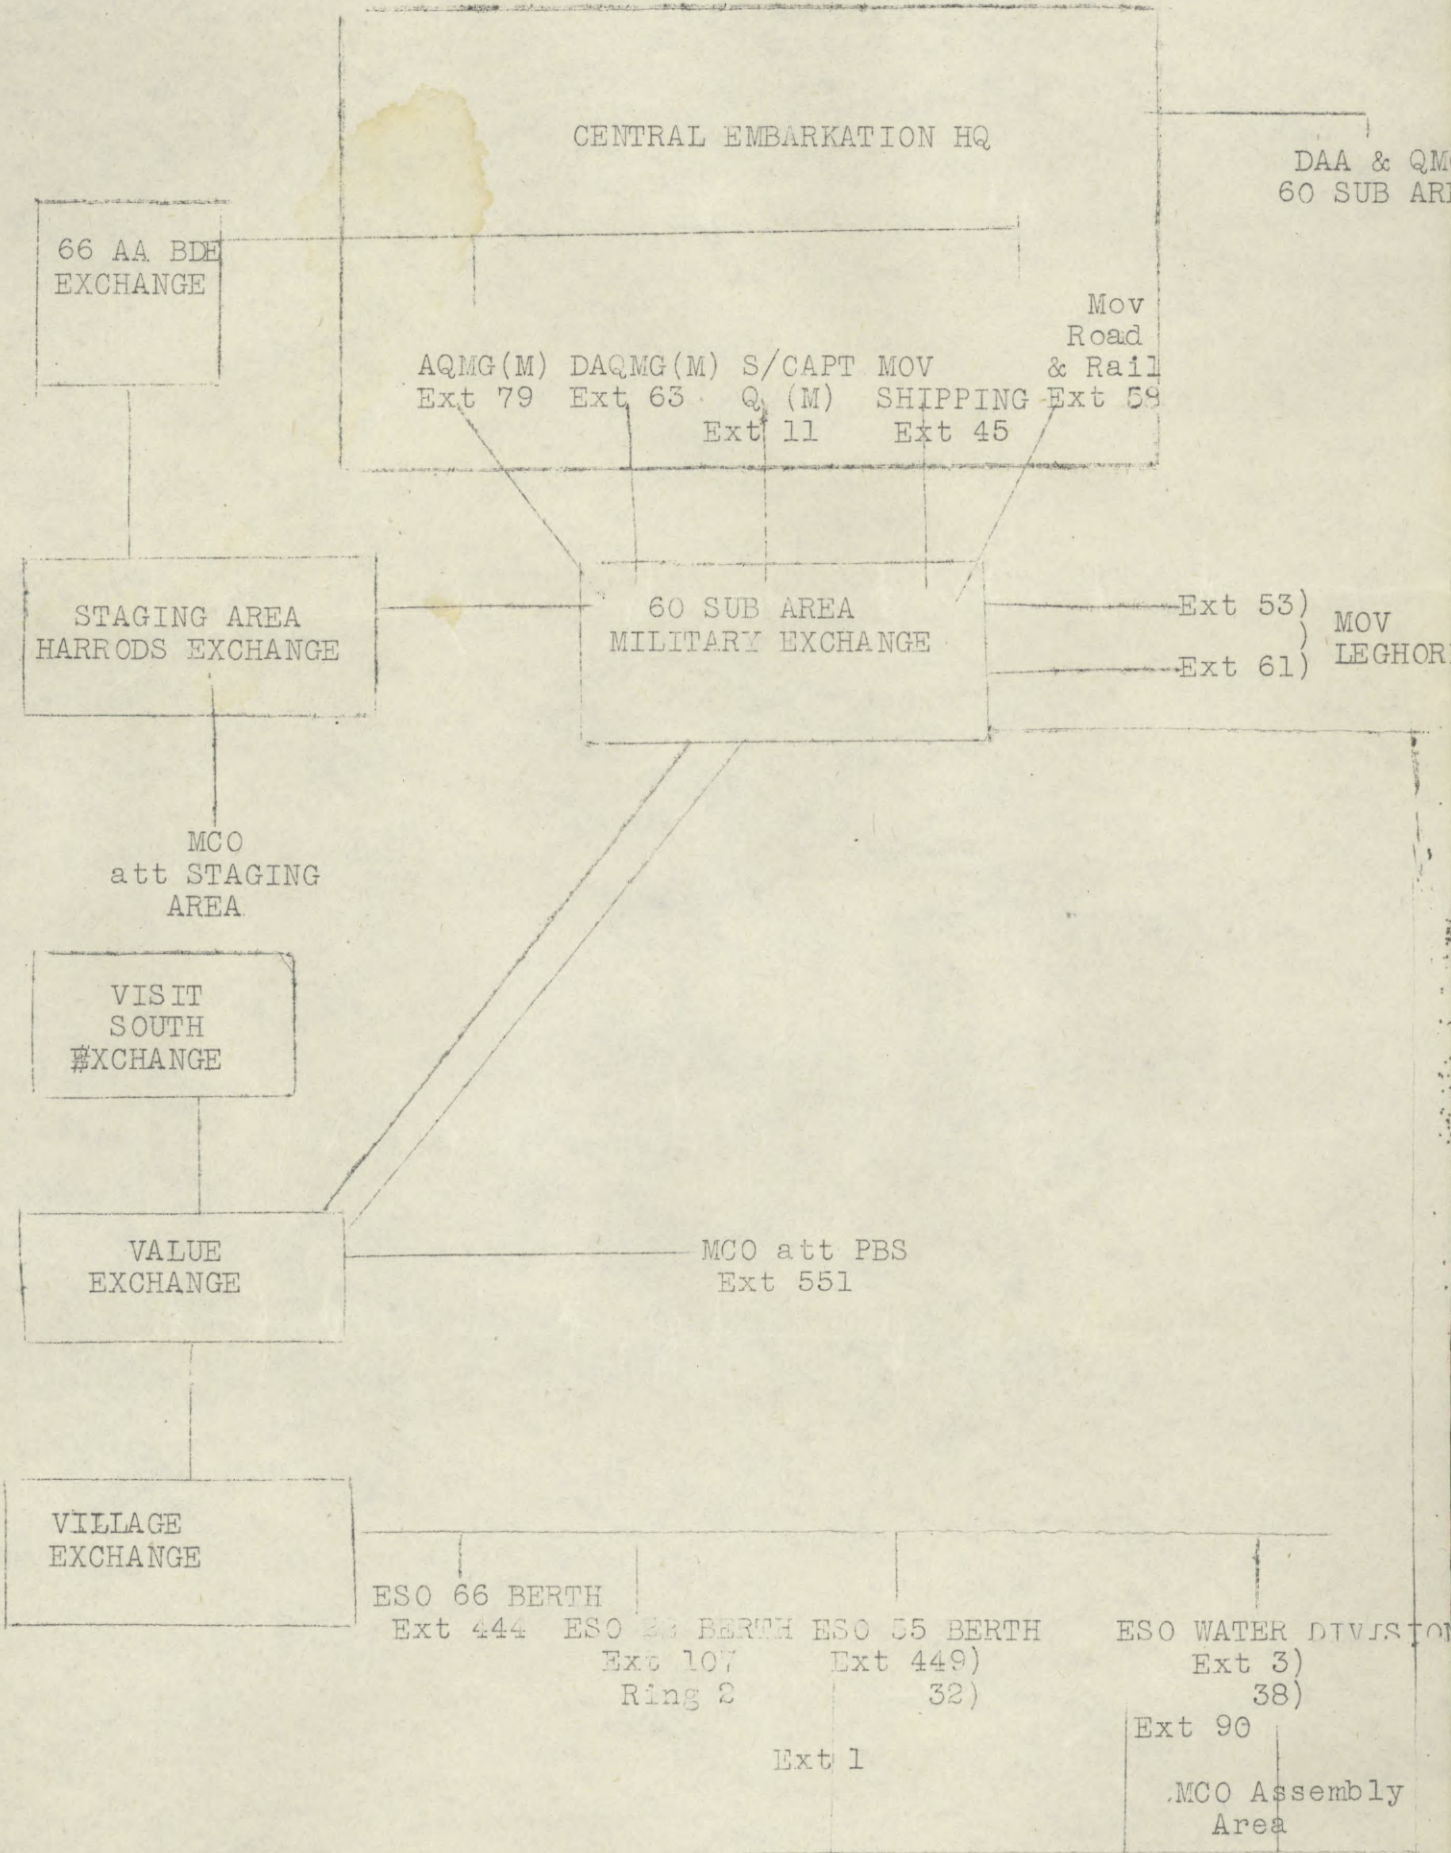 CENTRAL EMBARKATION HQ
DAA & QM
60 SUB AR
66 AA BDE
EXCHANGE
Mov
Road
& Rail
Ext 58
AQMG(M)
Ext 79
DAQMG(M)
Ext 63
S/CAPT
Q (M)
Ext 11
MOV
SHIPPING
Ext 45
STAGING AREA
HARRODS EXCHANGE
60 SUB AREA
MILITARY EXCHANGE
Ext 53)
)
Ext 61)
MOV
LEGHOR
MCO
att STAGING
AREA
VISIT
SOUTH
EXCHANGE
VALUE
EXCHANGE
MCO att PBS
Ext 551
VILLAGE
EXCHANGE
ESO 66 BERTH
Ext 444
ESO BERTH
Ext 107
Ring 2
ESO 55 BERTH
Ext 449)
32)
ESO WATER DIVISION
Ext 3)
38)
Ext 90
Ext 1
MCO Assembly
Area